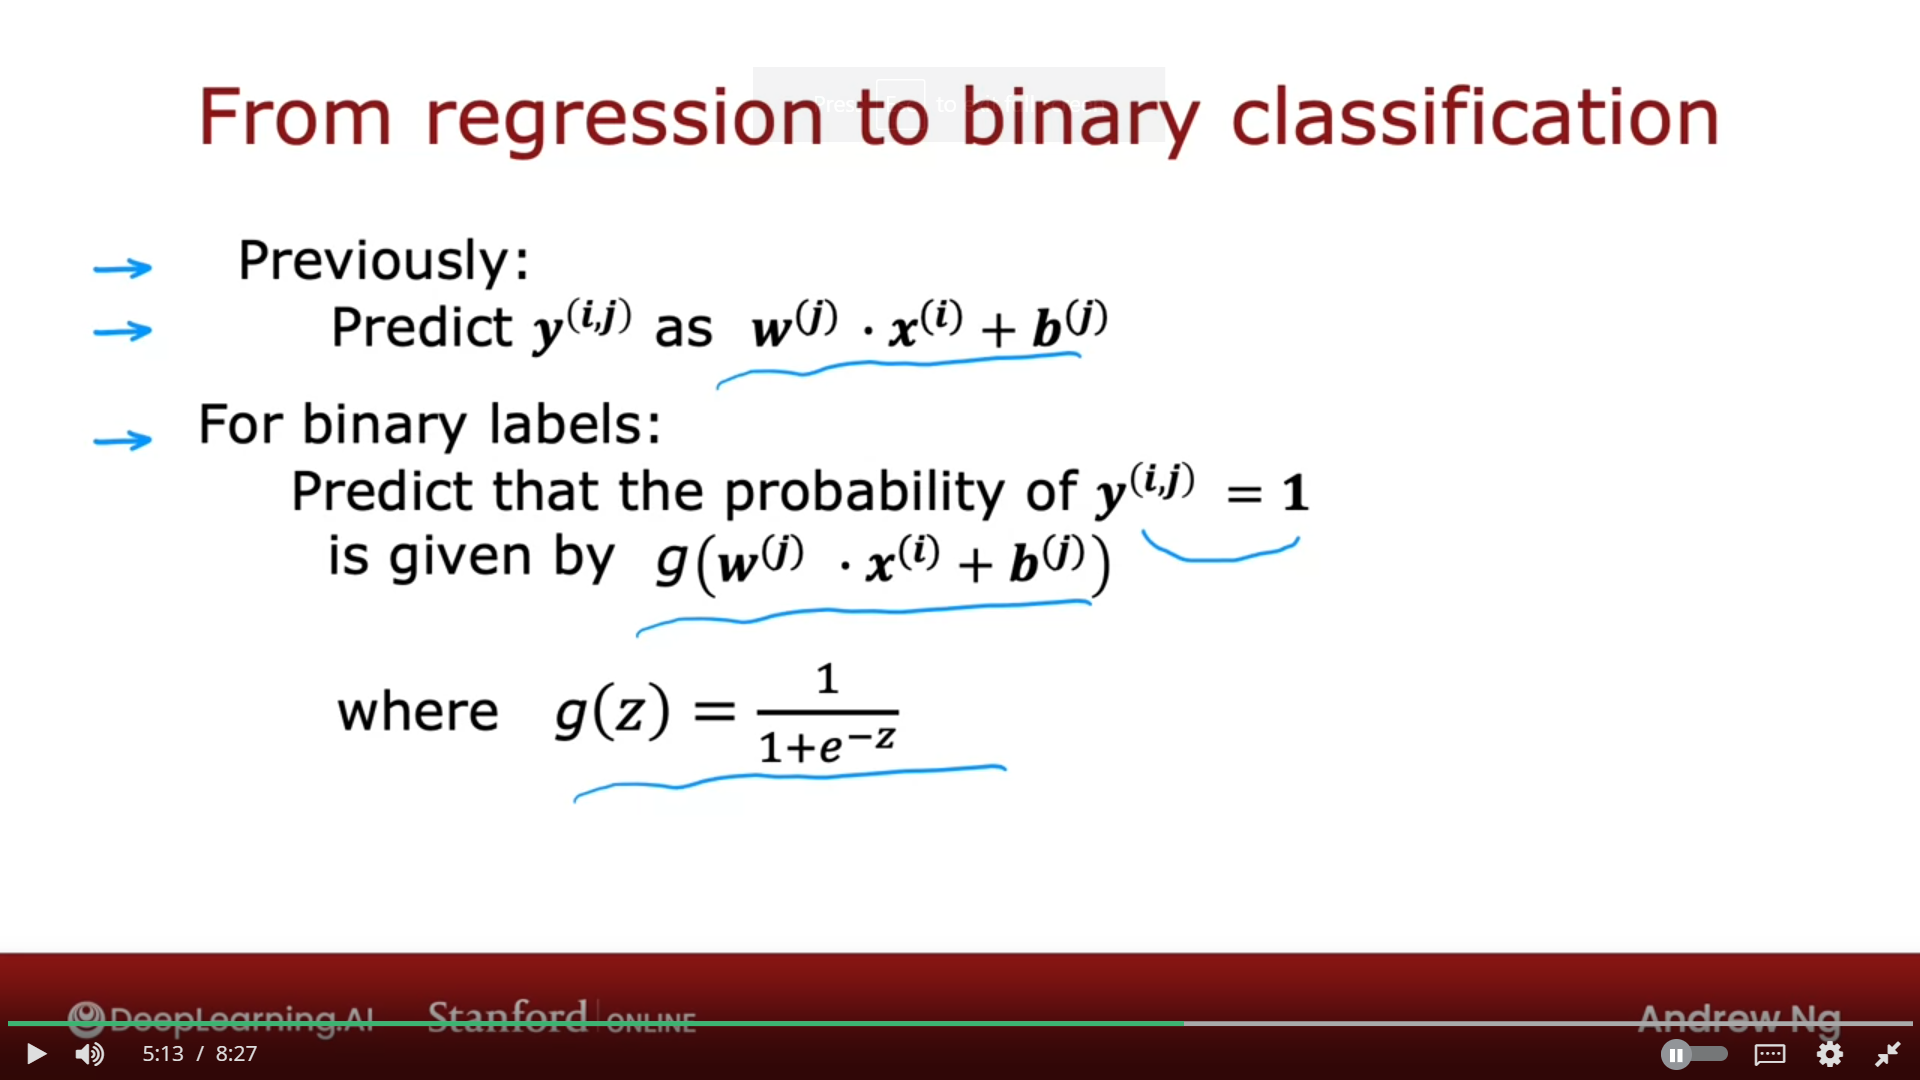 From regression to binary classification
Previously:
Predict y^(i,j) as w^(j) · x^(i) + b^(j)
For binary labels:
Predict that the probability of y^(i,j) = 1
is given by g(w^(j) · x^(i) + b^(j))
where g(z) = 1/(1+e^−z)
DeepLearning.AI Stanford | ONLINE Andrew Ng
5:13 / 8:27